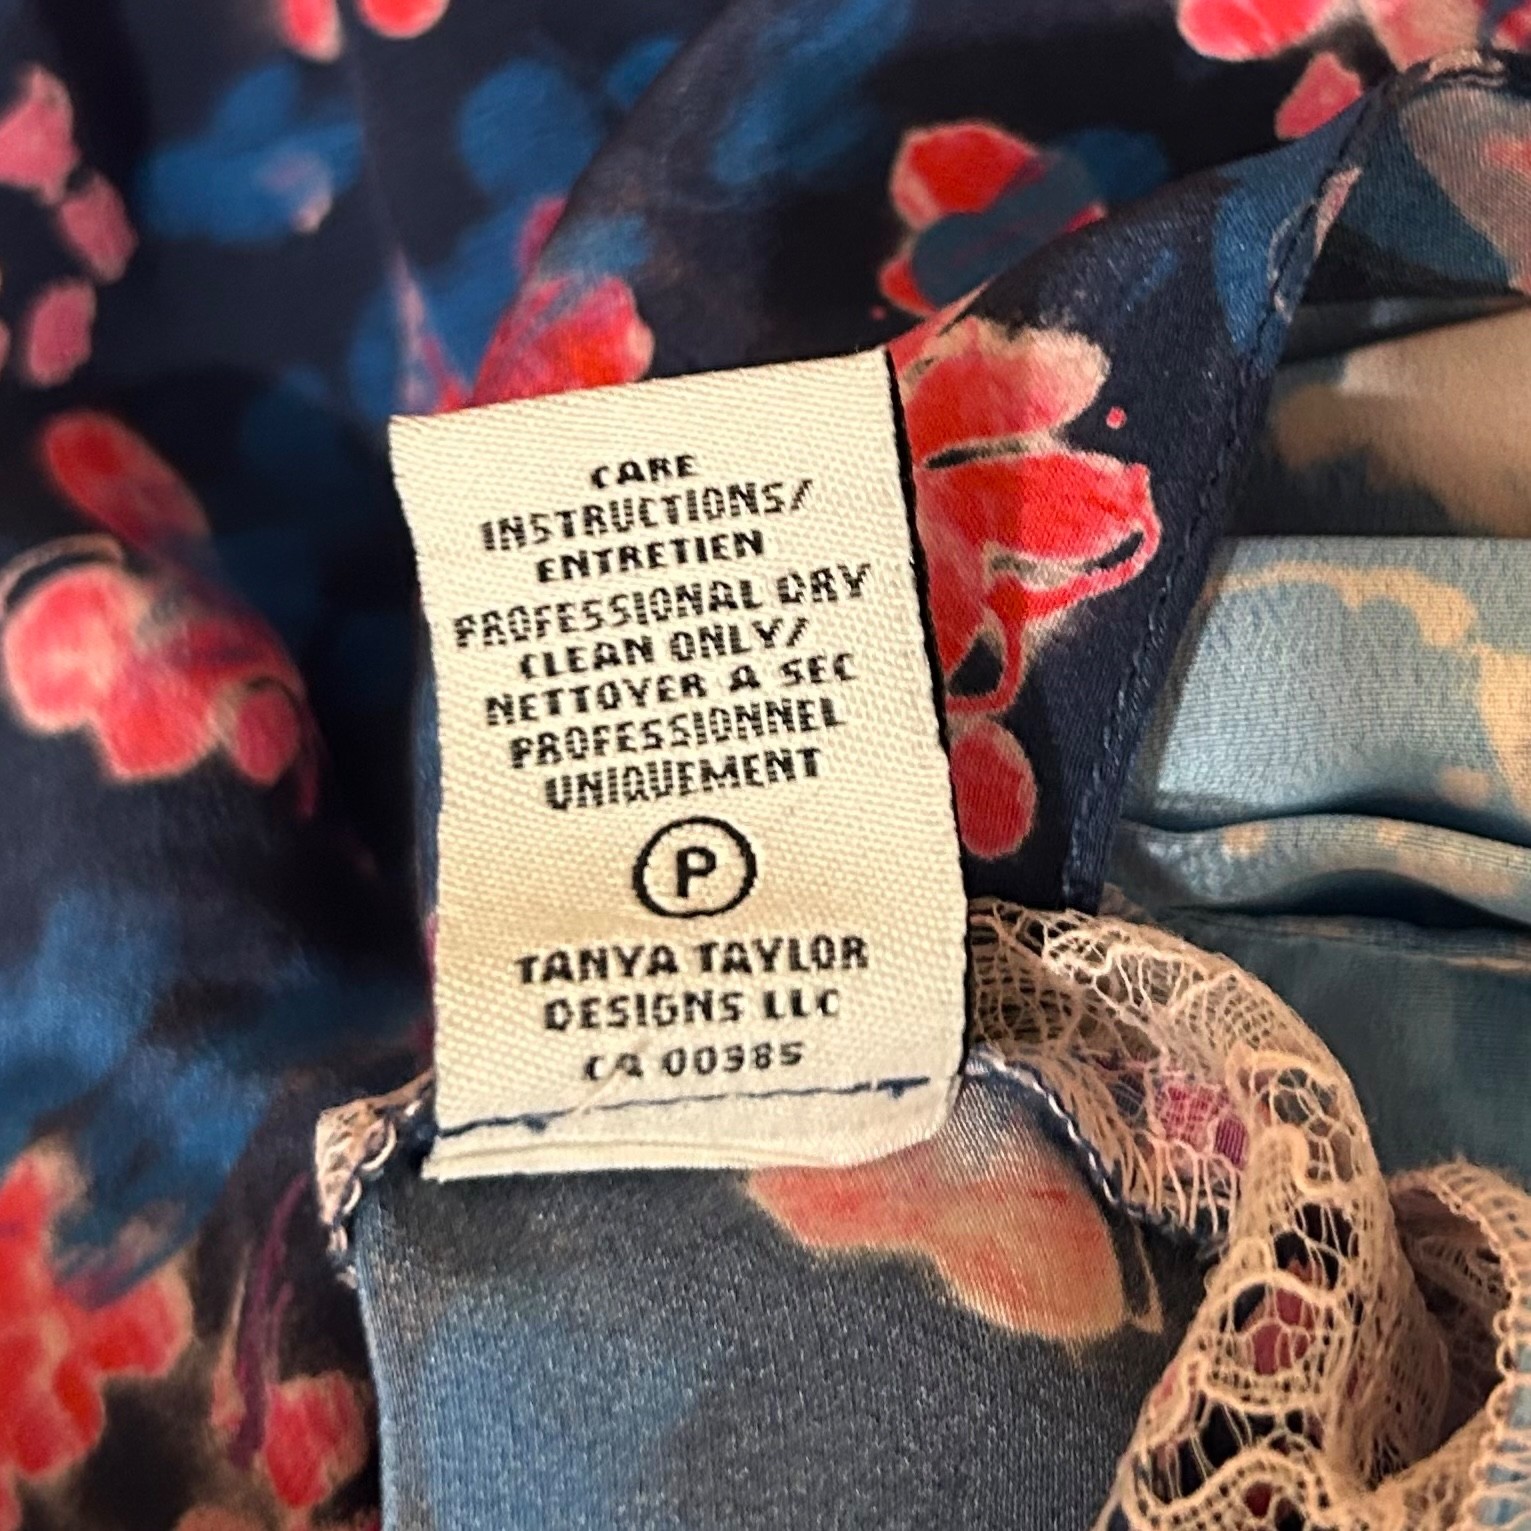 CARE
INSTRUCTIONS/
ENTRETIEN
PROFESSIONAL DRY
CLEAN ONLY/
NETTOYER A SEC
PROFESSIONNEL
UNIQUEMENT
P
TANYA TAYLOR
DESIGNS LLC
CA 00985